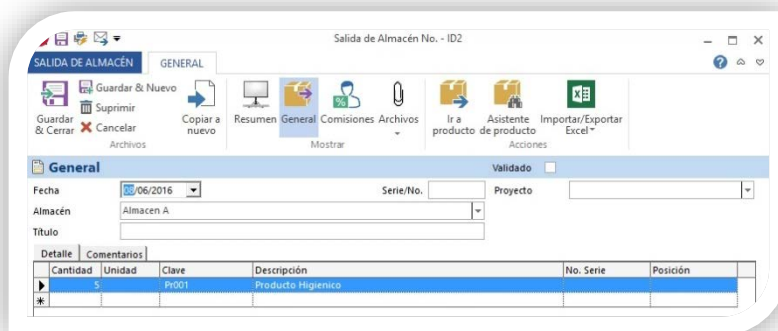 Salida de Almacén No. - ID2
SALIDA DE ALMACÉN GENERAL
Guardar & Cerrar
Guardar & Nuevo
Suprimir
Cancelar
Copiar a nuevo
Resumen General Comisiones Archivos
Ir a producto
Asistente de producto
Importar/Exportar Excel
Archivos Mostrar Acciones
General Validado
Fecha 08/06/2016 Serie/No. Proyecto
Almacén Almacen A
Título
Detalle Comentarios
Cantidad Unidad Clave Descripción No. Serie Posición
5 Pr001 Producto Higienico